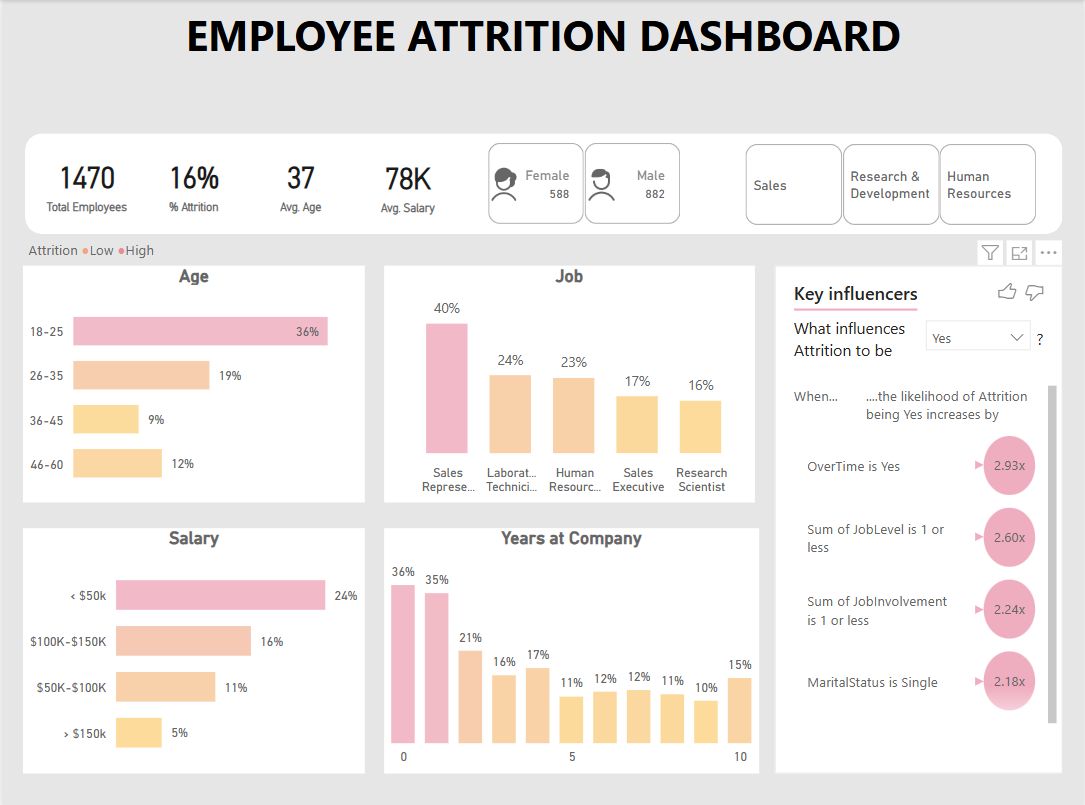 EMPLOYEE ATTRITION DASHBOARD
1470
Total Employees
16%
% Attrition
37
Avg. Age
78K
Avg. Salary
Female
588
Male
882
Sales
Research &
Development
Human
Resources
Attrition Low High
Age
18-25
36%
26-35
19%
36-45
9%
46-60
12%
Job
40%
24%
23%
17%
16%
Sales
Represe...
Laborat...
Technici...
Human
Resourc...
Sales
Executive
Research
Scientist
Key influencers
What influences
Attrition to be
Yes
?
When...
....the likelihood of Attrition
being Yes increases by
OverTime is Yes
2.93x
Sum of JobLevel is 1 or
less
2.60x
Sum of JobInvolvement
is 1 or less
2.24x
MaritalStatus is Single
2.18x
Salary
< $50k
24%
$100K-$150K
16%
$50K-$100K
11%
> $150k
5%
Years at Company
36%
35%
21%
16%
17%
11%
12%
12%
11%
10%
15%
0
5
10